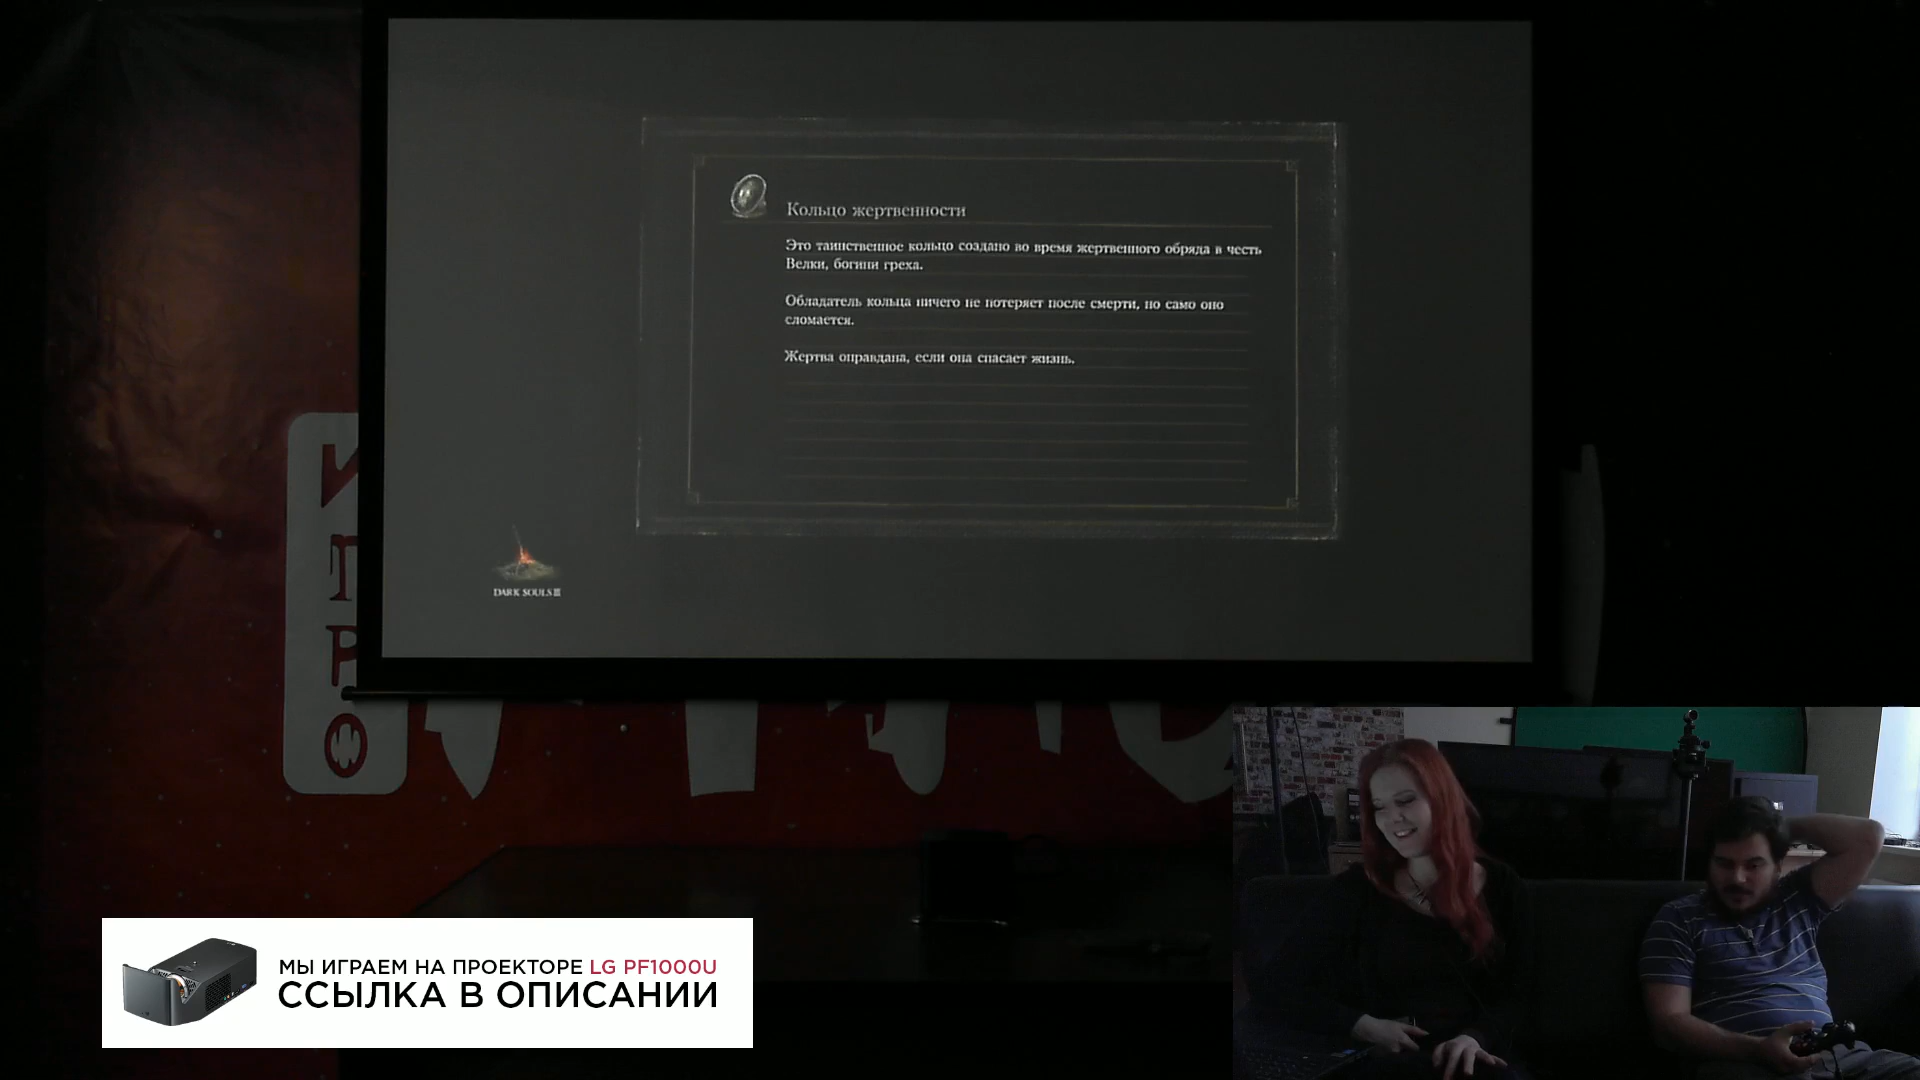 Кольцо жертвенности
Это таинственное кольцо создано во время жертвенного обряда в честь
Велки, богини греха.
Обладатель кольца ничего не потеряет после смерти, но само оно
сломается.
Жертва оправдана, если она спасает жизнь.
DARK SOULS III
МЫ ИГРАЕМ НА ПРОЕКТОРЕ LG PF1000U
ССЫЛКА В ОПИСАНИИ